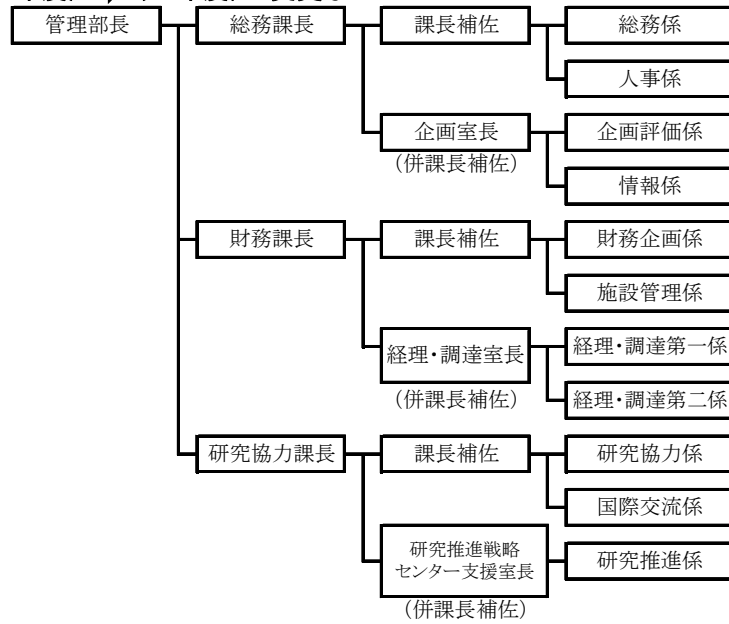 管理部長
総務課長
課長補佐
総務係
人事係
企画室長
(併課長補佐)
企画評価係
情報係
財務課長
課長補佐
財務企画係
施設管理係
経理・調達室長
(併課長補佐)
経理・調達第一係
経理・調達第二係
研究協力課長
課長補佐
研究協力係
国際交流係
研究推進戦略
センター支援室長
(併課長補佐)
研究推進係